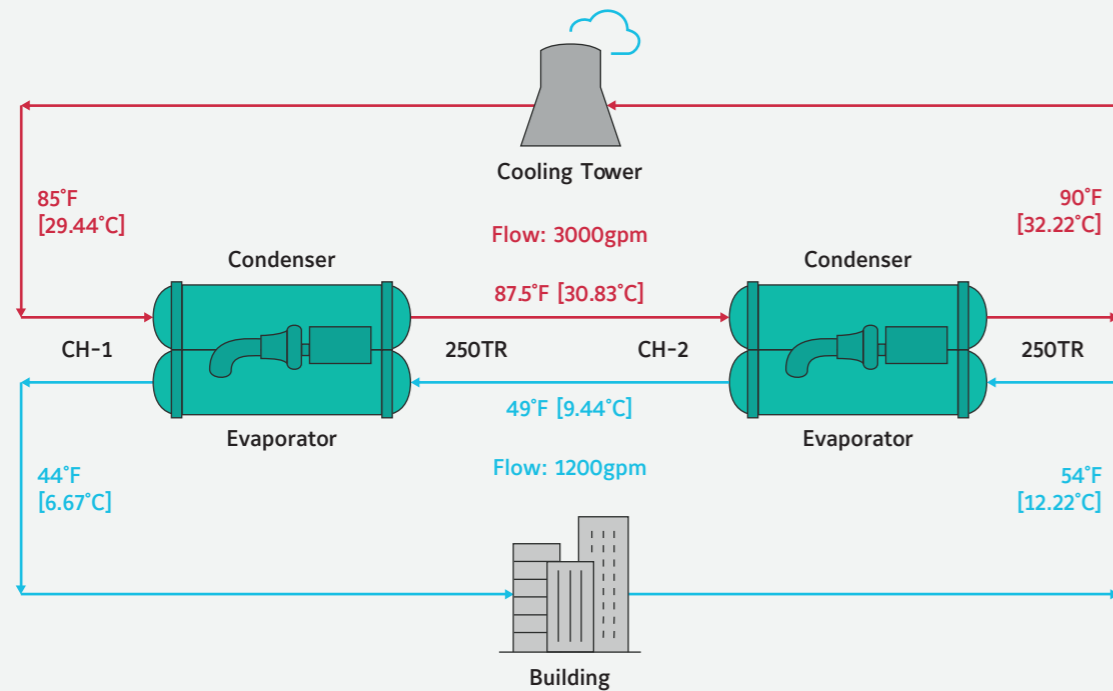 Cooling Tower
85°F
[29.44°C]
90°F
[32.22°C]
Flow: 3000gpm
Condenser
Condenser
87.5°F [30.83°C]
CH-1
250TR
CH-2
250TR
49°F [9.44°C]
Evaporator
Evaporator
Flow: 1200gpm
44°F
[6.67°C]
54°F
[12.22°C]
Building